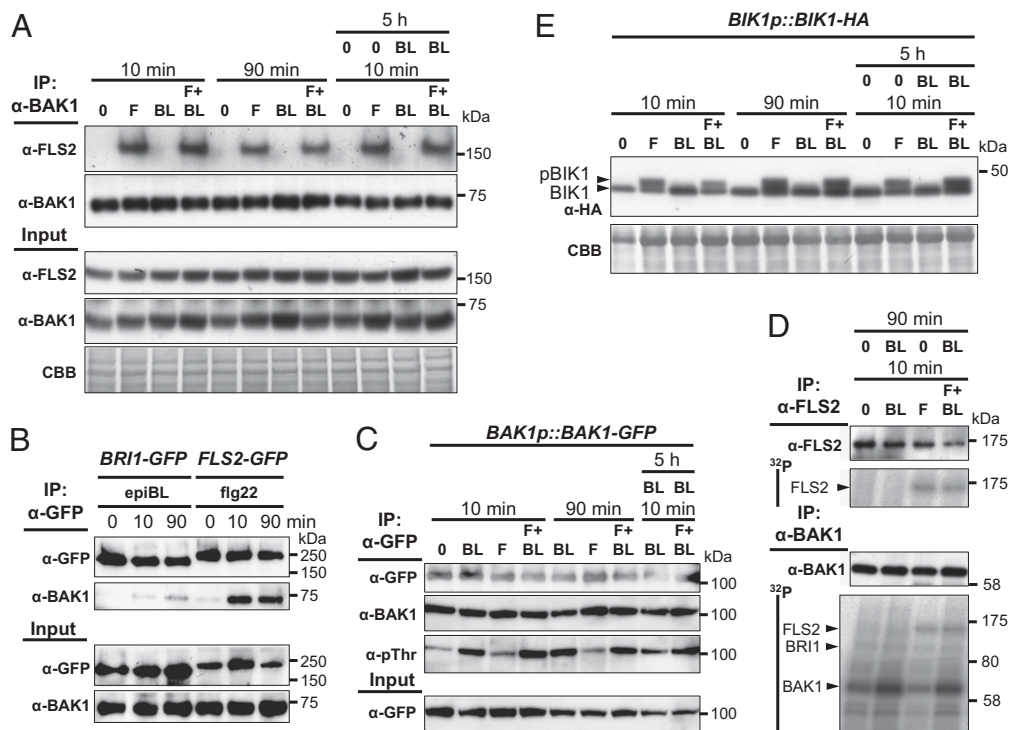 A
5 h
0 0 BL BL
10 min 90 min 10 min
IP:
α-BAK1
0 F BL F+ BL 0 F BL F+ BL 0 F BL F+ BL
kDa
α-FLS2
150
α-BAK1
75
Input
α-FLS2
150
α-BAK1
75
CBB
E
BIK1p::BIK1-HA
5 h
0 0 BL BL
10 min 90 min 10 min
0 F BL F+ BL 0 F BL F+ BL 0 F BL F+ BL
kDa
pBIK1
BIK1
α-HA
50
CBB
B
BRI1-GFP FLS2-GFP
IP:
α-GFP
epiBL flg22
0 10 90 0 10 90 min
kDa
α-GFP
250
150
α-BAK1
75
Input
α-GFP
250
150
α-BAK1
75
C
BAK1p::BAK1-GFP
5 h
BL BL
10 min 90 min 10 min
IP:
α-GFP
0 BL F F+ BL BL F F+ BL BL F+ BL
kDa
α-GFP
100
α-BAK1
100
α-pThr
100
Input
α-GFP
100
D
90 min
0 BL 0 BL
10 min
IP:
α-FLS2
0 BL F F+ BL
kDa
α-FLS2
175
32P
FLS2
175
IP:
α-BAK1
α-BAK1
58
32P
FLS2
175
BRI1
80
BAK1
58